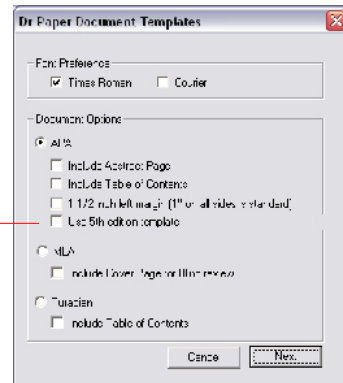 Dr Paper Document Templates
Font Preference
Times Roman Courier
Document Options
APA
Include Abstract Page
Include Table of Contents
1 1/2 inch left margin (1" on all sides is standard)
Use 5th edition template
MLA
Include Cover Page for Blind review
Turabian
Include Table of Contents
Cancel Next